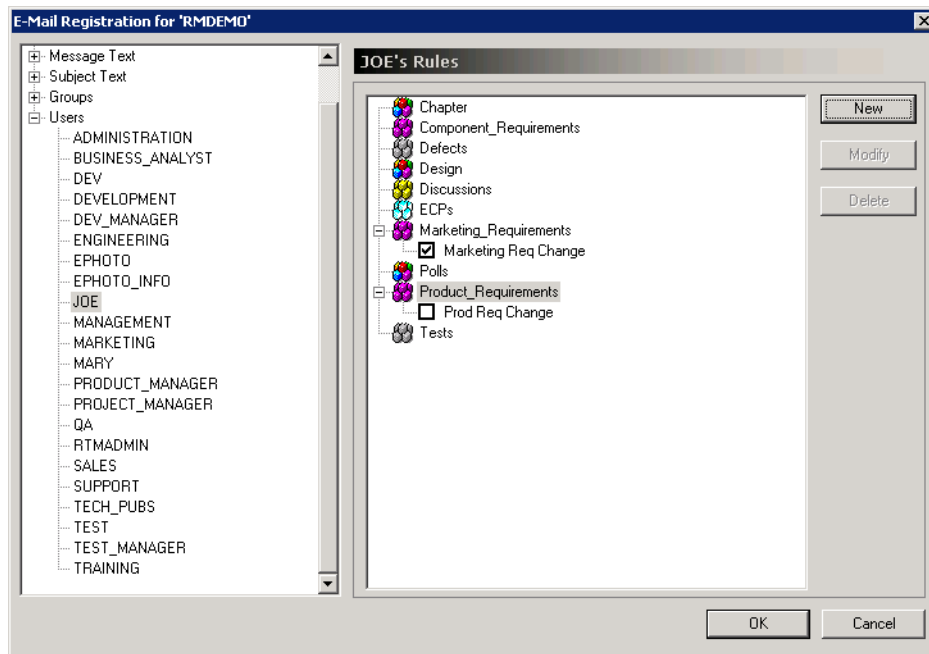 E-Mail Registration for 'RMDEMO'
Message Text
Subject Text
Groups
Users
ADMINISTRATION
BUSINESS_ANALYST
DEV
DEVELOPMENT
DEV_MANAGER
ENGINEERING
EPHOTO
EPHOTO_INFO
JOE
MANAGEMENT
MARKETING
MARY
PRODUCT_MANAGER
PROJECT_MANAGER
QA
RTMADMIN
SALES
SUPPORT
TECH_PUBS
TEST
TEST_MANAGER
TRAINING
JOE's Rules
Chapter
Component_Requirements
Defects
Design
Discussions
ECPs
Marketing_Requirements
Marketing Req Change
Polls
Product_Requirements
Prod Req Change
Tests
New
Modify
Delete
OK
Cancel